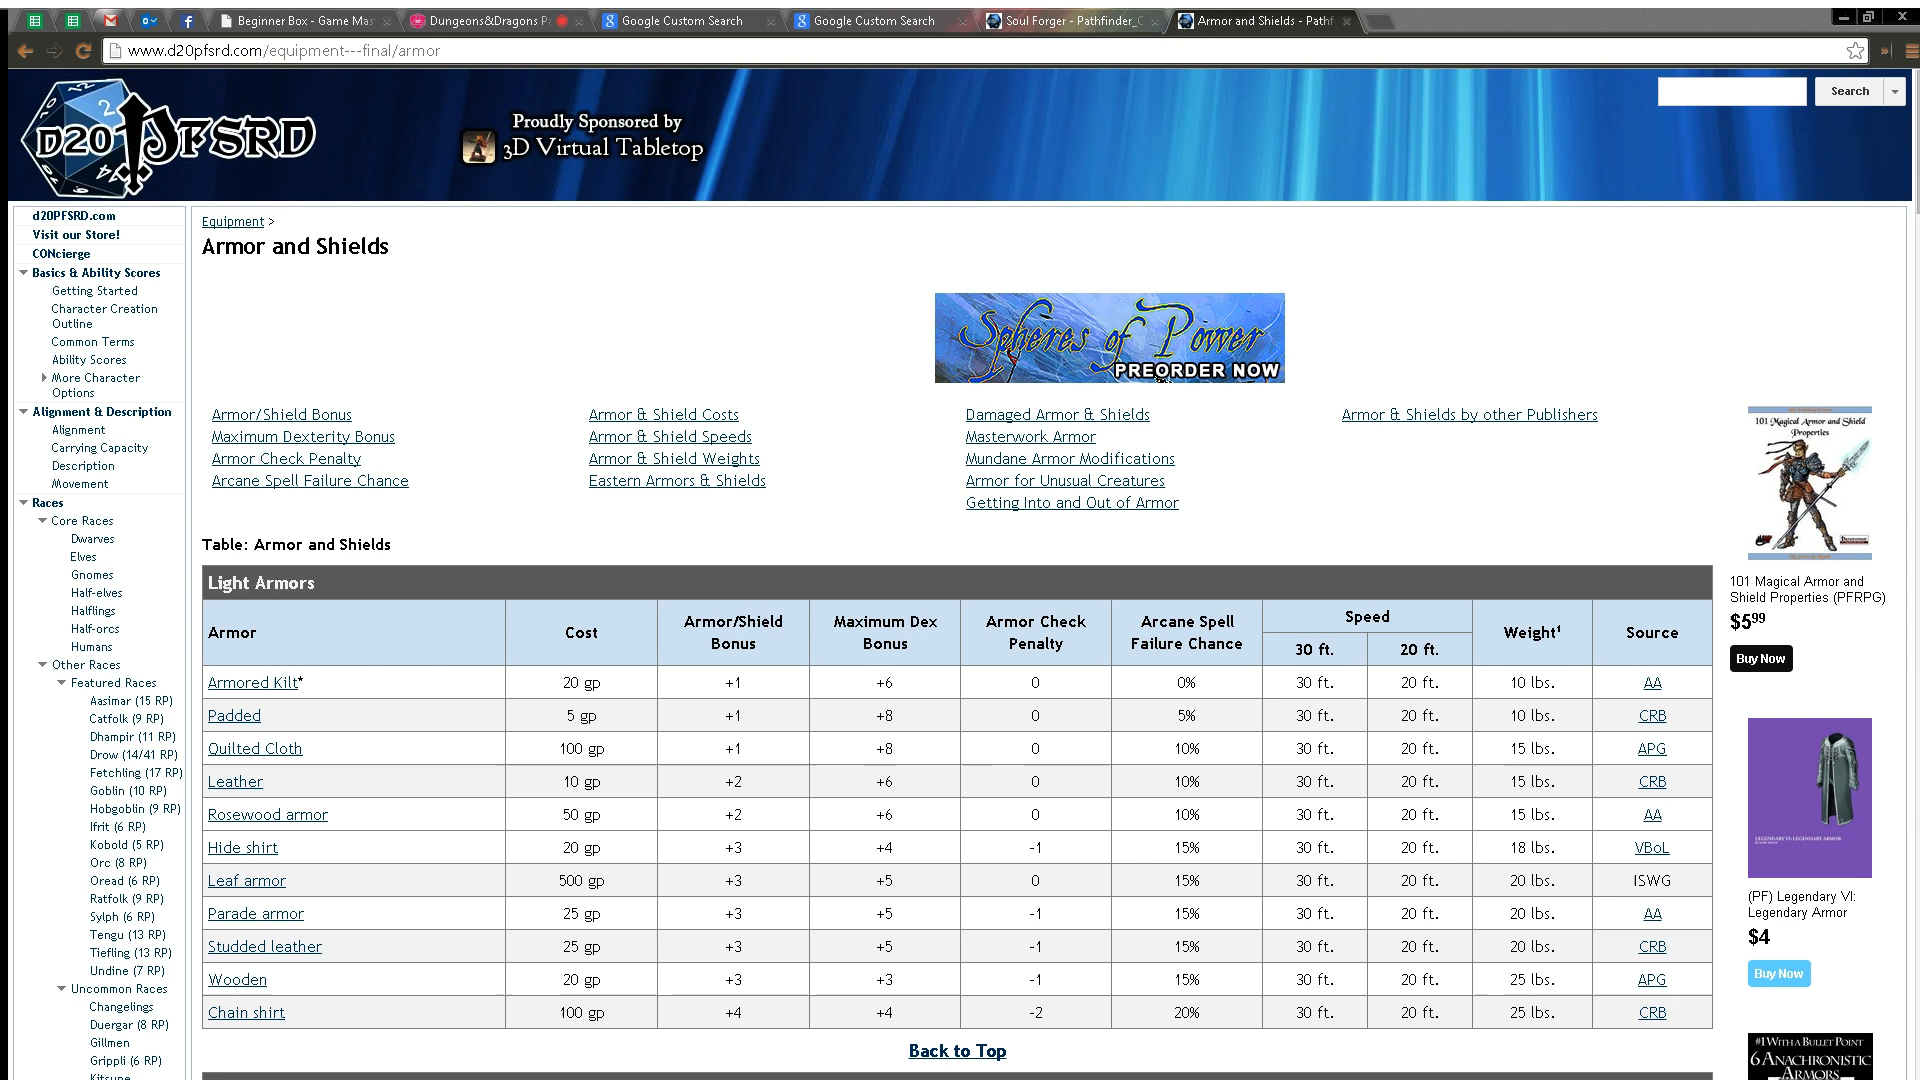 Beginner Box - Game Mas
Dungeons&Dragons Pa
Google Custom Search
Google Custom Search
Soul Forger - Pathfinder_C
Armor and Shields - Pathf
www.d20pfsrd.com/equipment---final/armor
D20PFSRD
Proudly Sponsored by
3D Virtual Tabletop
Search
d20PFSRD.com
Visit our Store!
CONcierge
Basics & Ability Scores
Getting Started
Character Creation
Outline
Common Terms
Ability Scores
More Character
Options
Alignment & Description
Alignment
Carrying Capacity
Description
Movement
Races
Core Races
Dwarves
Elves
Gnomes
Half-elves
Halflings
Half-orcs
Humans
Other Races
Featured Races
Aasimar (15 RP)
Catfolk (9 RP)
Dhampir (11 RP)
Drow (14/41 RP)
Fetchling (17 RP)
Goblin (10 RP)
Hobgoblin (9 RP)
Ifrit (6 RP)
Kobold (5 RP)
Orc (8 RP)
Oread (6 RP)
Ratfolk (9 RP)
Sylph (6 RP)
Tengu (13 RP)
Tiefling (13 RP)
Undine (7 RP)
Uncommon Races
Changelings
Duergar (8 RP)
Gillmen
Grippli (6 RP)
Kitsune
Equipment >
Armor and Shields
Spheres of Power
PREORDER NOW
Armor/Shield Bonus
Maximum Dexterity Bonus
Armor Check Penalty
Arcane Spell Failure Chance
Armor & Shield Costs
Armor & Shield Speeds
Armor & Shield Weights
Eastern Armors & Shields
Damaged Armor & Shields
Masterwork Armor
Mundane Armor Modifications
Armor for Unusual Creatures
Getting Into and Out of Armor
Armor & Shields by other Publishers
Table: Armor and Shields
Light Armors
Armor Cost Armor/Shield Bonus Maximum Dex Bonus Armor Check Penalty Arcane Spell Failure Chance Speed 30 ft. 20 ft. Weight¹ Source
Armored Kilt* 20 gp +1 +6 0 0% 30 ft. 20 ft. 10 lbs. AA
Padded 5 gp +1 +8 0 5% 30 ft. 20 ft. 10 lbs. CRB
Quilted Cloth 100 gp +1 +8 0 10% 30 ft. 20 ft. 15 lbs. APG
Leather 10 gp +2 +6 0 10% 30 ft. 20 ft. 15 lbs. CRB
Rosewood armor 50 gp +2 +6 0 10% 30 ft. 20 ft. 15 lbs. AA
Hide shirt 20 gp +3 +4 -1 15% 30 ft. 20 ft. 18 lbs. VBoL
Leaf armor 500 gp +3 +5 0 15% 30 ft. 20 ft. 20 lbs. ISWG
Parade armor 25 gp +3 +5 -1 15% 30 ft. 20 ft. 20 lbs. AA
Studded leather 25 gp +3 +5 -1 15% 30 ft. 20 ft. 20 lbs. CRB
Wooden 20 gp +3 +3 -1 15% 30 ft. 20 ft. 25 lbs. APG
Chain shirt 100 gp +4 +4 -2 20% 30 ft. 20 ft. 25 lbs. CRB
Back to Top
101 Magical Armor and Shield
Properties
101 Magical Armor and
Shield Properties (PFRPG)
$5.99
Buy Now
LEGENDARY VI: LEGENDARY ARMOR
(PF) Legendary VI:
Legendary Armor
$4
Buy Now
#1 WITH A BULLET POINT
6 ANACHRONISTIC
ARMORS